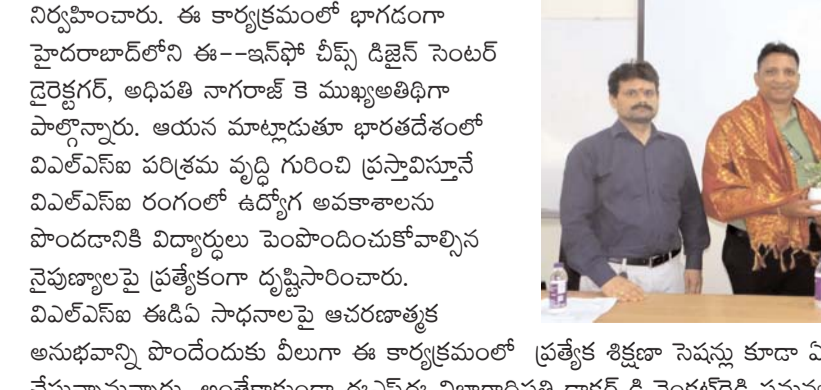 నిర్వహించారు. ఈ కార్యక్రమంలో భాగడంగా
హైదరాబాద్‌లోని ఈ--ఇన్‌ఫో చీప్స్ డిజైన్ సెంటర్
డైరెక్టగర్, అధిపతి నాగరాజ్ కె ముఖ్యఅతిథిగా
పాల్గొన్నారు. ఆయన మాట్లాడుతూ భారతదేశంలో
విఎల్ఎస్ఐ పరిశ్రమ వృద్ధి గురించి ప్రస్తావిస్తూనే
విఎల్ఎస్ఐ రంగంలో ఉద్యోగ అవకాశాలను
పొందడానికి విద్యార్థులు పెంపొందించుకోవాల్సిన
నైపుణ్యాలపై ప్రత్యేకంగా దృష్టిసారించారు.
విఎల్ఎస్ఐ ఈడిఏ సాధనాలపై ఆచరణాత్మక
అనుభవాన్ని పొందేందుకు వీలుగా ఈ కార్యక్రమంలో ప్రత్యేక శిక్షణా సెషన్లు కూడా